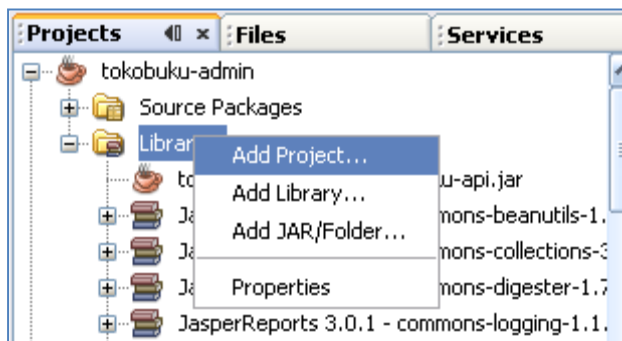 Projects Files Services
tokobuku-admin
Source Packages
Add Project...
Add Library...
Add JAR/Folder...
Properties
JasperReports 3.0.1 - commons-logging-1.1.